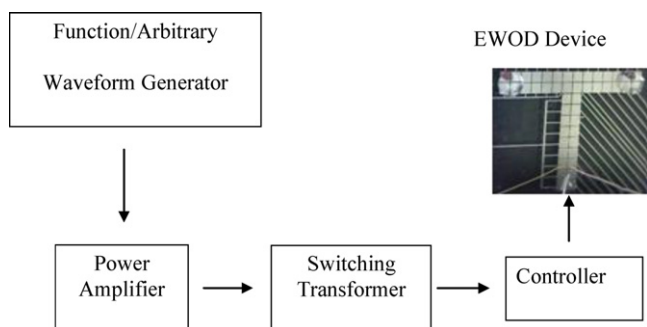 Function/Arbitrary
Waveform Generator
EWOD Device
Power
Amplifier
Switching
Transformer
Controller